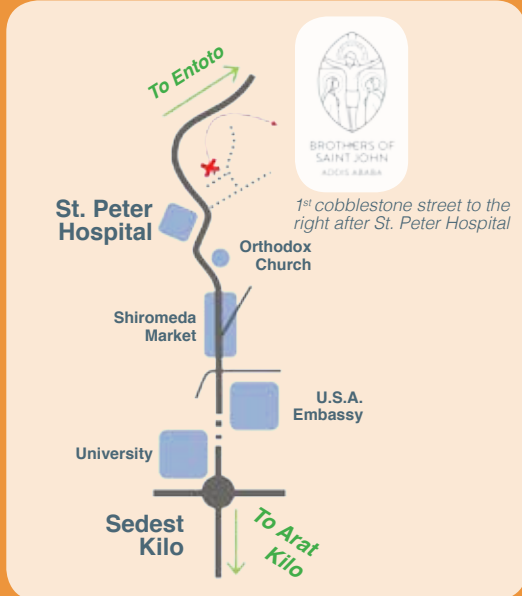 To Entoto
BROTHERS OF
SAINT JOHN
ADDIS ABABA
1st cobblestone street to the
right after St. Peter Hospital
St. Peter
Hospital
Orthodox
Church
Shiromeda
Market
U.S.A.
Embassy
University
Sedest
Kilo
To Arat
Kilo